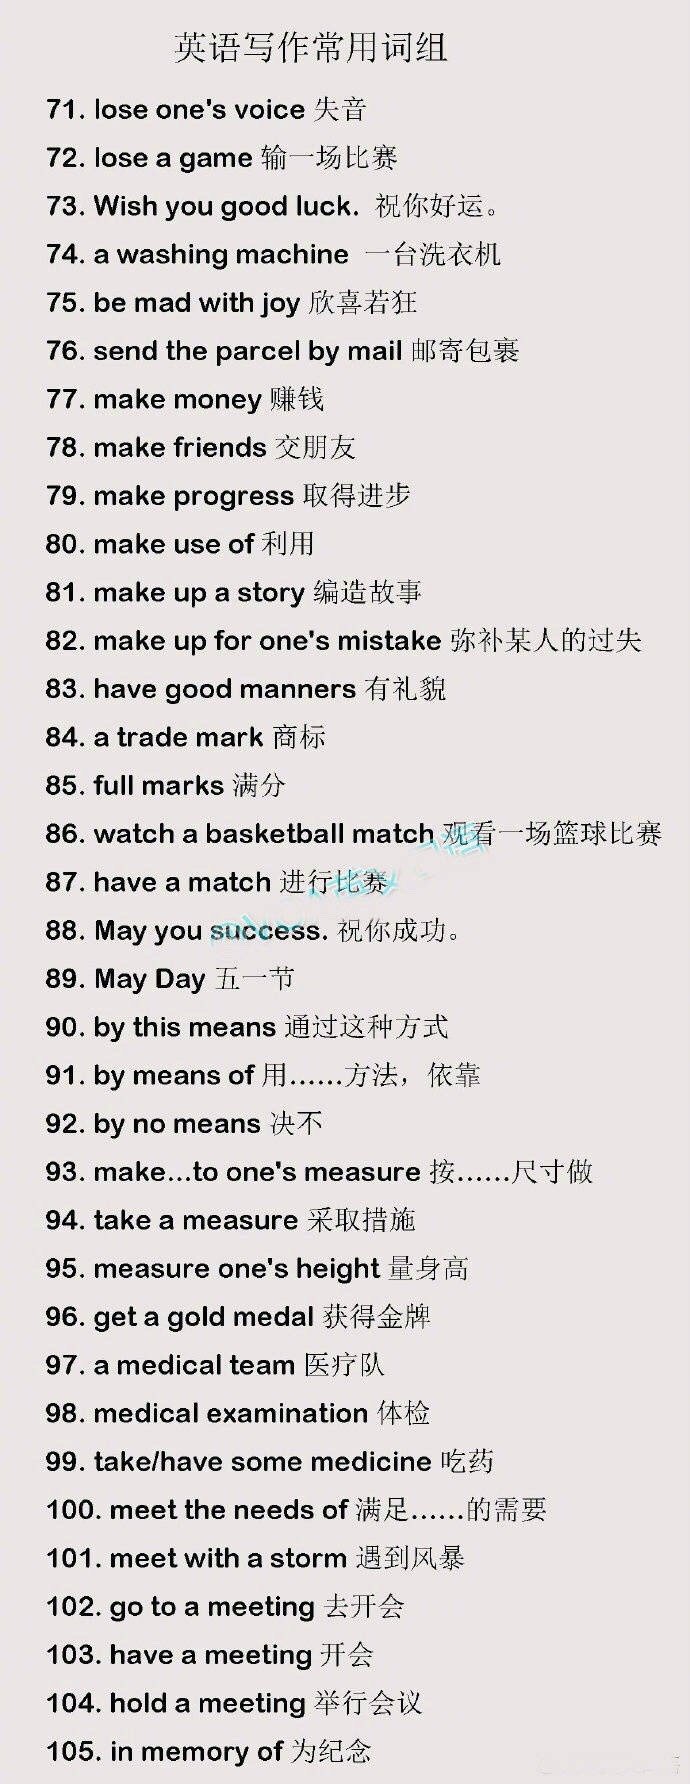 英语写作常用词组
71. lose one's voice 失音
72. lose a game 输一场比赛
73. Wish you good luck. 祝你好运。
74. a washing machine 一台洗衣机
75. be mad with joy 欣喜若狂
76. send the parcel by mail 邮寄包裹
77. make money 赚钱
78. make friends 交朋友
79. make progress 取得进步
80. make use of 利用
81. make up a story 编造故事
82. make up for one's mistake 弥补某人的过失
83. have good manners 有礼貌
84. a trade mark 商标
85. full marks 满分
86. watch a basketball match 观看一场篮球比赛
87. have a match 进行比赛
88. May you success. 祝你成功。
89. May Day 五一节
90. by this means 通过这种方式
91. by means of 用……方法，依靠
92. by no means 决不
93. make...to one's measure 按……尺寸做
94. take a measure 采取措施
95. measure one's height 量身高
96. get a gold medal 获得金牌
97. a medical team 医疗队
98. medical examination 体检
99. take/have some medicine 吃药
100. meet the needs of 满足……的需要
101. meet with a storm 遇到风暴
102. go to a meeting 去开会
103. have a meeting 开会
104. hold a meeting 举行会议
105. in memory of 为纪念